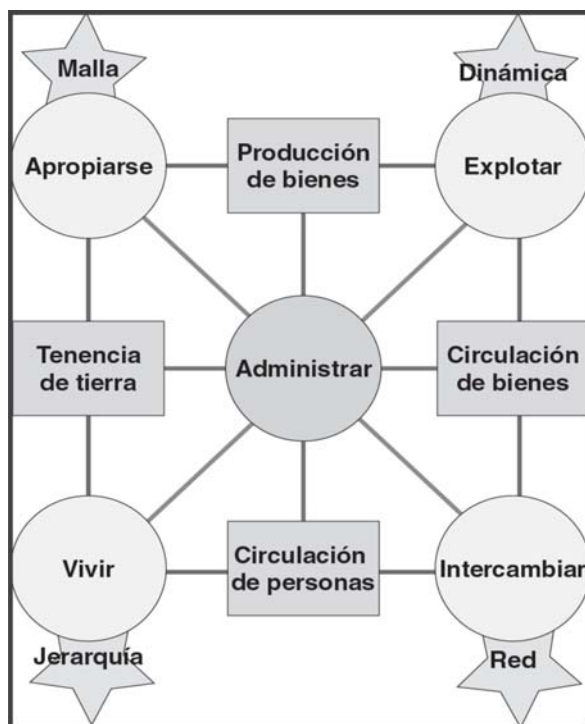 Malla
Dinámica
Apropiarse
Producción
de bienes
Explotar
Tenencia
de tierra
Administrar
Circulación
de bienes
Vivir
Circulación
de personas
Intercambiar
Jerarquía
Red